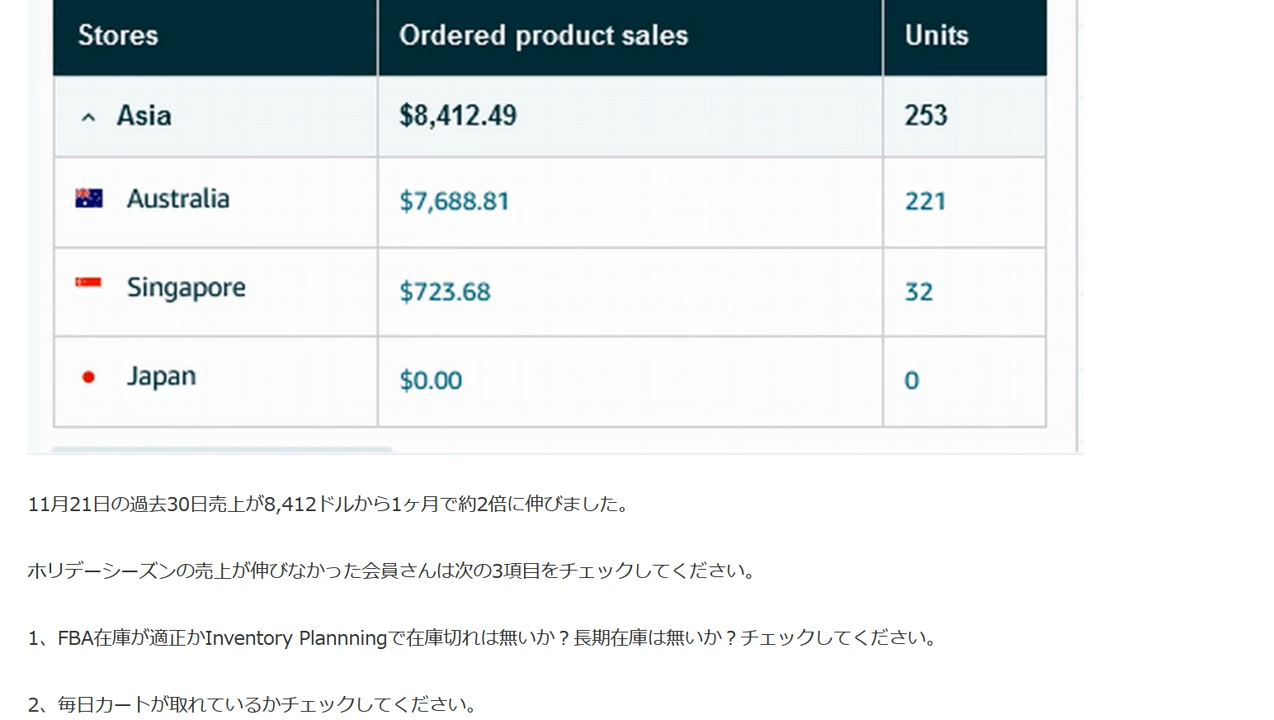 Stores Ordered product sales Units
Asia $8,412.49 253
Australia $7,688.81 221
Singapore $723.68 32
Japan $0.00 0
11月21日の過去30日売上が8,412ドルから1ヶ月で約2倍に伸びました。
ホリデーシーズンの売上が伸びなかった会員さんは次の3項目をチェックしてください。
1、FBA在庫が適正かInventory Plannningで在庫切れは無いか？長期在庫は無いか？チェックしてください。
2、毎日カートが取れているかチェックしてください。